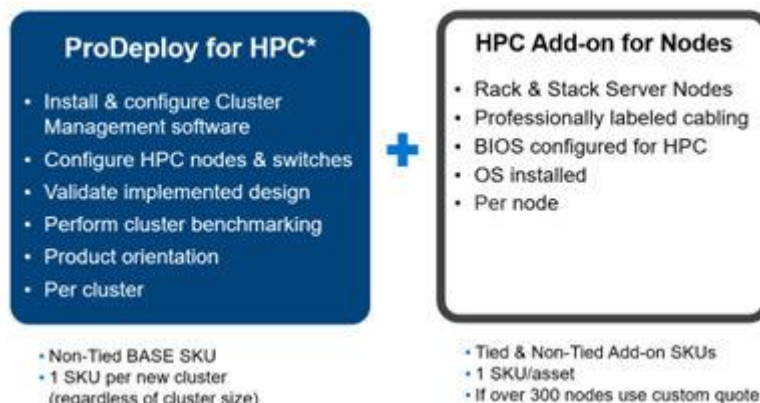 ProDeploy for HPC*
• Install & configure Cluster
Management software
• Configure HPC nodes & switches
• Validate implemented design
• Perform cluster benchmarking
• Product orientation
• Per cluster
• Non-Tied BASE SKU
• 1 SKU per new cluster
(regardless of cluster size)
+
HPC Add-on for Nodes
• Rack & Stack Server Nodes
• Professionally labeled cabling
• BIOS configured for HPC
• OS installed
• Per node
• Tied & Non-Tied Add-on SKUs
• 1 SKU/asset
• If over 300 nodes use custom quote